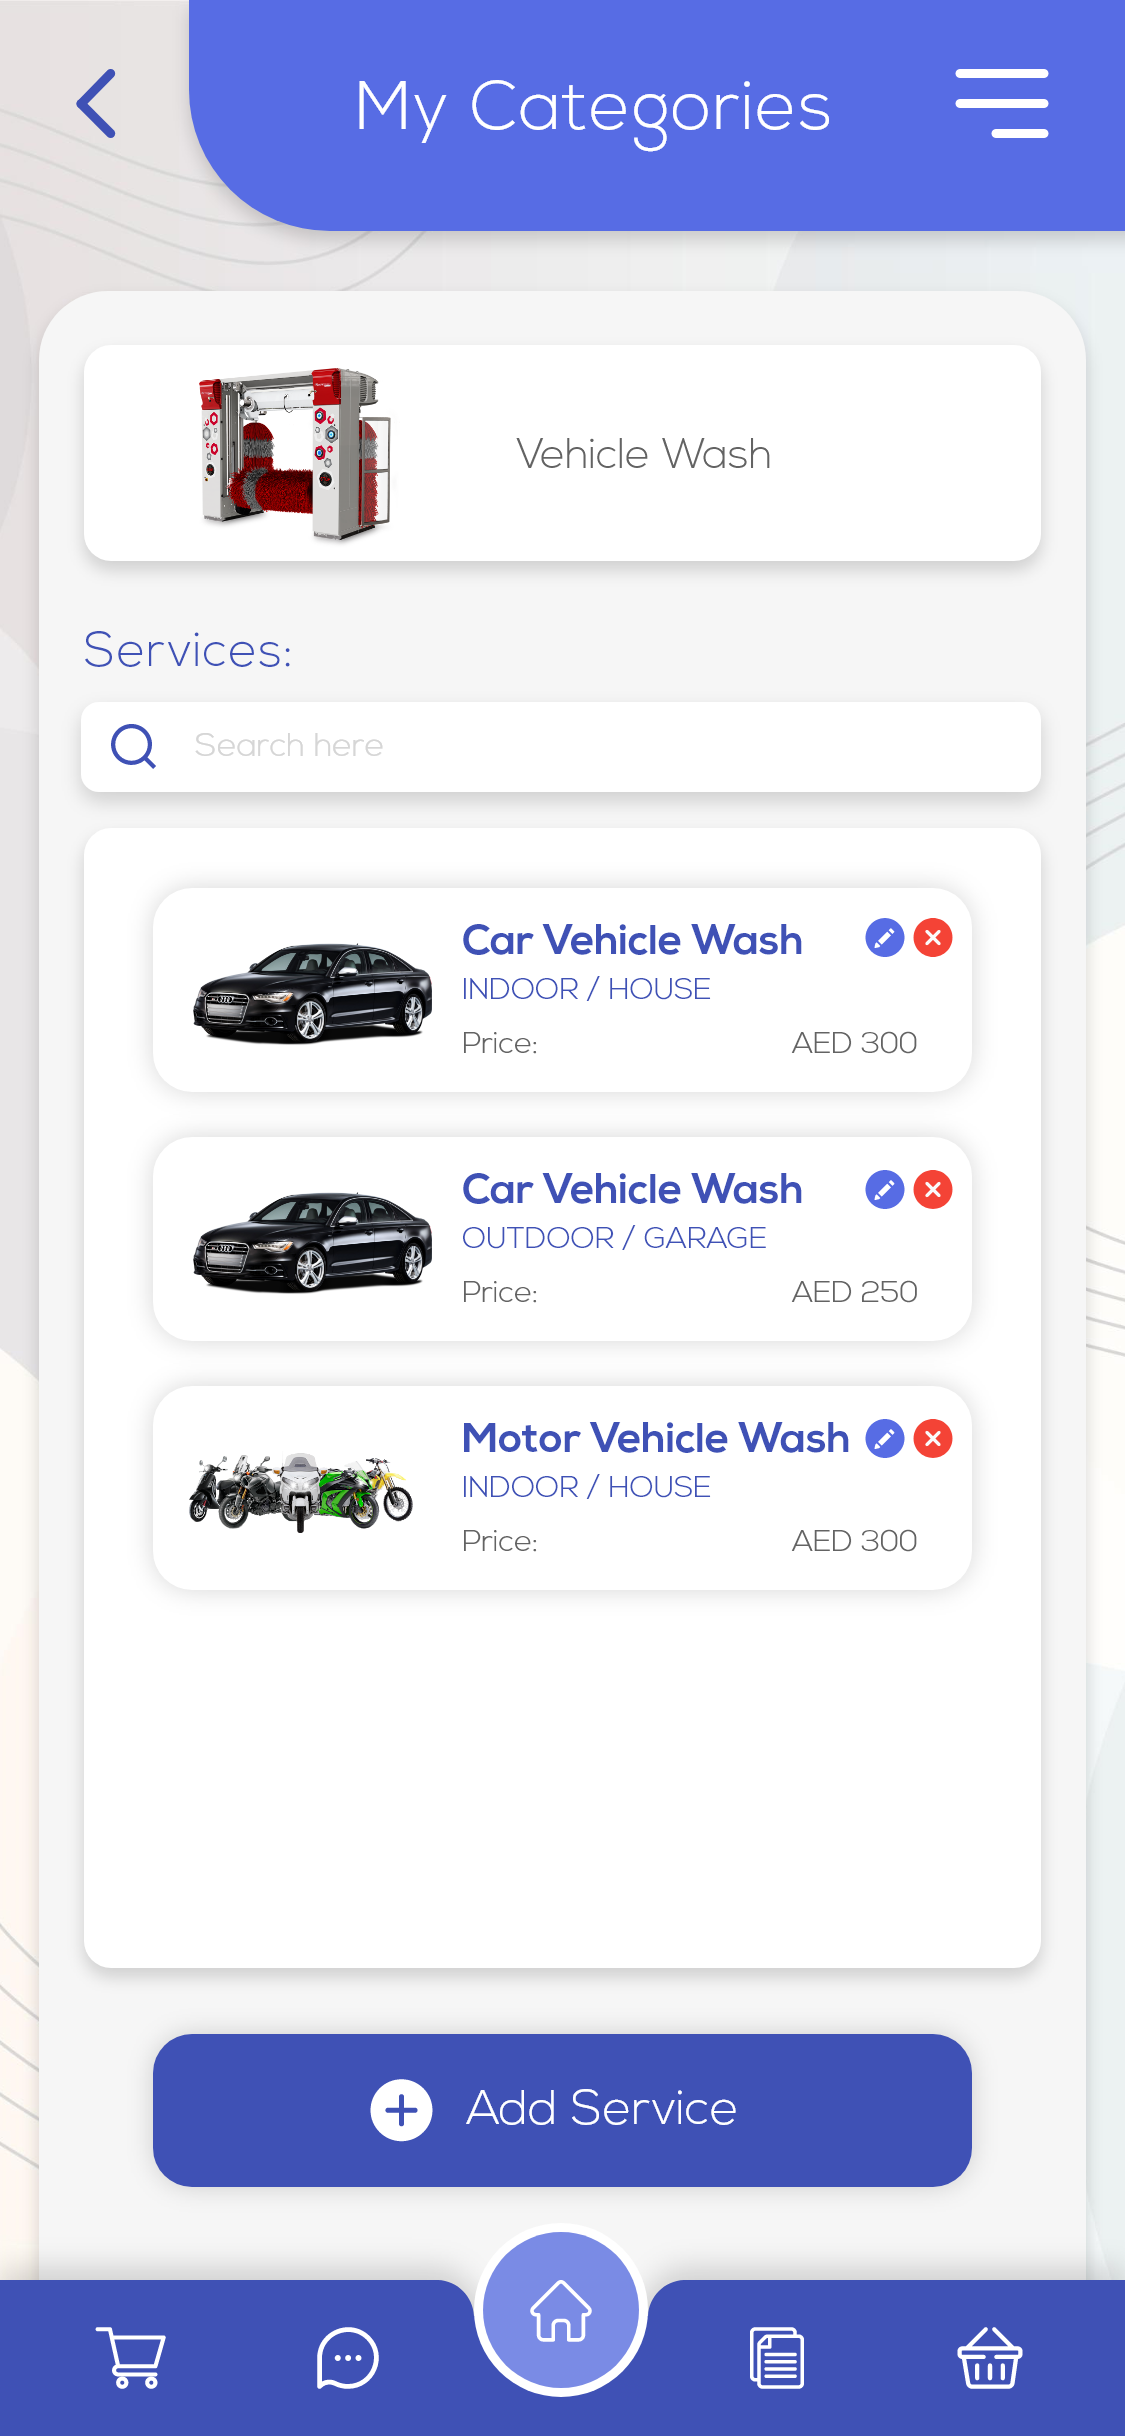 My Categories
Vehicle Wash
Services:
Search here
Car Vehicle Wash
INDOOR / HOUSE
Price: AED 300
Car Vehicle Wash
OUTDOOR / GARAGE
Price: AED 250
Motor Vehicle Wash
INDOOR / HOUSE
Price: AED 300
Add Service